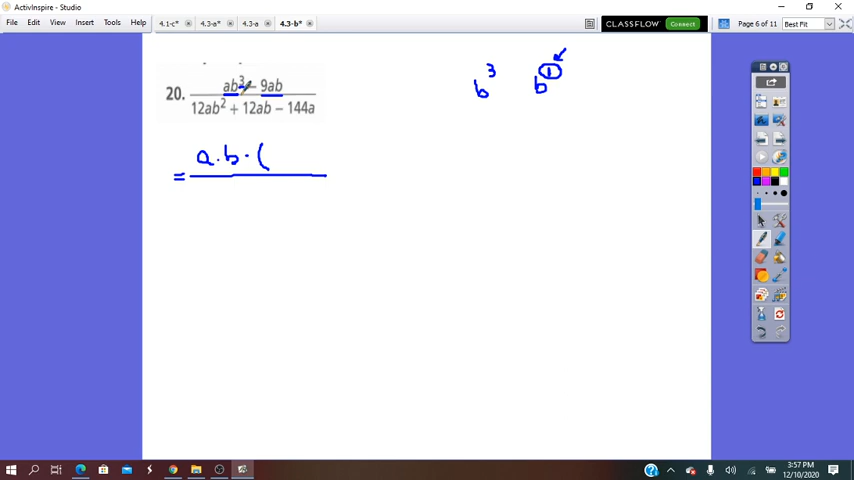 ActivInspire - Studio
File Edit View Insert Tools Help
4.1-c* 4.3-a* 4.3-a 4.3-b*
CLASSFLOW Connect
Page 6 of 11
Best Fit
b³ b¹
20. ab³ − 9ab
12ab² + 12ab − 144a
= a.b.(
3:57 PM
12/10/2020